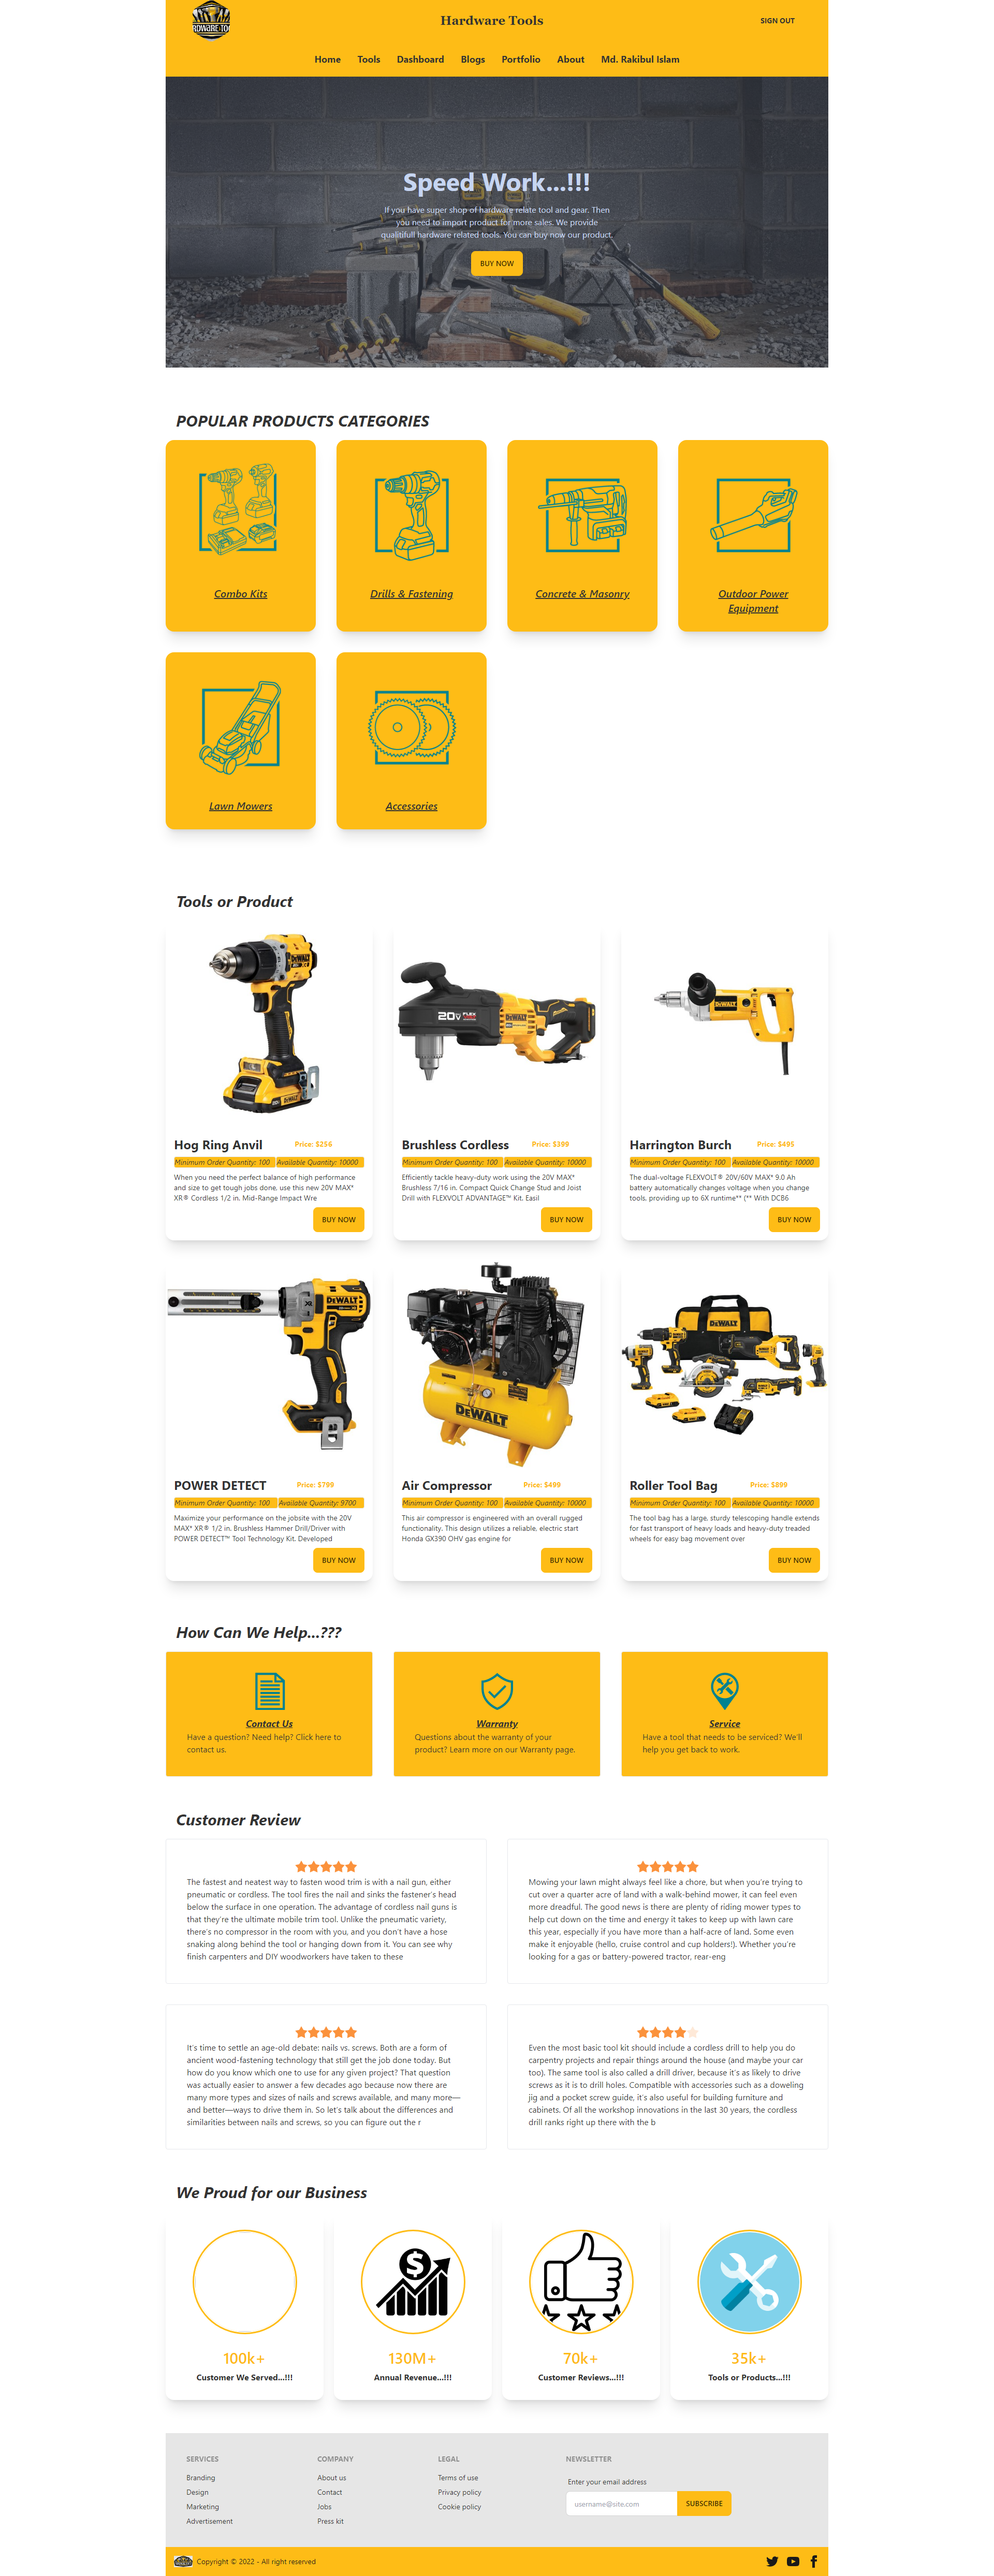 Hardware Tools
SIGN OUT
Home Tools Dashboard Blogs Portfolio About Md. Rakibul Islam
Speed Work...!!!
If you have super shop of hardware relate tool and gear. Then
you need to import product for more sales. We provide
qualitifull hardware related tools. You can buy now our product.
BUY NOW
POPULAR PRODUCTS CATEGORIES
Combo Kits
Drills & Fastening
Concrete & Masonry
Outdoor Power
Equipment
Lawn Mowers
Accessories
Tools or Product
DEWALT
20V
DEWALT
DEWALT
Hog Ring Anvil Price: $256
Minimum Order Quantity: 100 Available Quantity: 10000
When you need the perfect balance of high performance
and size to get tough jobs done, use this new 20V MAX*
XR® Cordless 1/2 in. Mid-Range Impact Wre
BUY NOW
Brushless Cordless Price: $399
Minimum Order Quantity: 100 Available Quantity: 10000
Efficiently tackle heavy-duty work using the 20V MAX*
Brushless 7/16 in. Compact Quick Change Stud and Joist
Drill with FLEXVOLT ADVANTAGE™ Kit. Easil
BUY NOW
Harrington Burch Price: $495
Minimum Order Quantity: 100 Available Quantity: 10000
The dual-voltage FLEXVOLT® 20V/60V MAX* 9.0 Ah
battery automatically changes voltage when you change
tools, providing up to 6X runtime** (** With DCB6
BUY NOW
XR DEWALT
DEWALT
DEWALT
POWER DETECT Price: $799
Minimum Order Quantity: 100 Available Quantity: 9700
Maximize your performance on the jobsite with the 20V
MAX* XR® 1/2 in. Brushless Hammer Drill/Driver with
POWER DETECT™ Tool Technology Kit. Developed
BUY NOW
Air Compressor Price: $499
Minimum Order Quantity: 100 Available Quantity: 10000
This air compressor is engineered with an overall rugged
functionality. This design utilizes a reliable, electric start
Honda GX390 OHV gas engine for
BUY NOW
Roller Tool Bag Price: $899
Minimum Order Quantity: 100 Available Quantity: 10000
The tool bag has a large, sturdy telescoping handle extends
for fast transport of heavy loads and heavy-duty treaded
wheels for easy bag movement over
BUY NOW
How Can We Help...???
Contact Us
Have a question? Need help? Click here to
contact us.
Warranty
Questions about the warranty of your
product? Learn more on our Warranty page.
Service
Have a tool that needs to be serviced? We'll
help you get back to work.
Customer Review
The fastest and neatest way to fasten wood trim is with a nail gun, either
pneumatic or cordless. The tool fires the nail and sinks the fastener's head
below the surface in one operation. The advantage of cordless nail guns is
that they're the ultimate mobile trim tool. Unlike the pneumatic variety,
there's no compressor in the room with you, and you don't have a hose
snaking along behind the tool or hanging down from it. You can see why
finish carpenters and DIY woodworkers have taken to these
Mowing your lawn might always feel like a chore, but when you're trying to
cut over a quarter acre of land with a walk-behind mower, it can feel even
more dreadful. The good news is there are plenty of riding mower types to
help cut down on the time and energy it takes to keep up with lawn care
this year, especially if you have more than a half-acre of land. Some even
make it enjoyable (hello, cruise control and cup holders!). Whether you're
looking for a gas or battery-powered tractor, rear-eng
It's time to settle an age-old debate: nails vs. screws. Both are a form of
ancient wood-fastening technology that still get the job done today. But
how do you know which one to use for any given project? That question
was actually easier to answer a few decades ago because now there are
many more types and sizes of nails and screws available, and many more—
and better—ways to drive them in. So let's talk about the differences and
similarities between nails and screws, so you can figure out the r
Even the most basic tool kit should include a cordless drill to help you do
carpentry projects and repair things around the house (and maybe your car
too). The same tool is also called a drill driver, because it's as likely to drive
screws as it is to drill holes. Compatible with accessories such as a doweling
jig and a pocket screw guide, it's also useful for building furniture and
cabinets. Of all the workshop innovations in the last 30 years, the cordless
drill ranks right up there with the b
We Proud for our Business
100k+
Customer We Served...!!!
130M+
Annual Revenue...!!!
70k+
Customer Reviews...!!!
35k+
Tools or Products...!!!
SERVICES
Branding
Design
Marketing
Advertisement
COMPANY
About us
Contact
Jobs
Press kit
LEGAL
Terms of use
Privacy policy
Cookie policy
NEWSLETTER
Enter your email address
username@site.com SUBSCRIBE
Copyright © 2022 - All right reserved